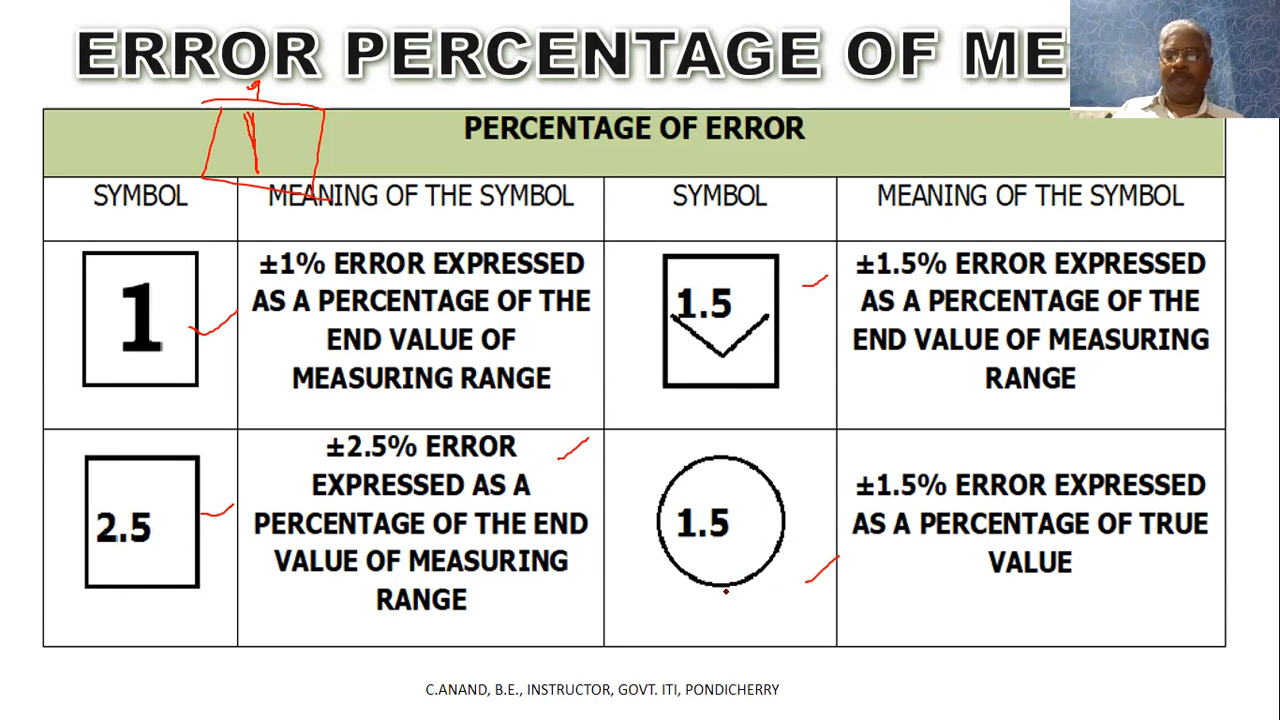 ERROR PERCENTAGE OF ME
PERCENTAGE OF ERROR
SYMBOL
MEANING OF THE SYMBOL
SYMBOL
MEANING OF THE SYMBOL
1
±1% ERROR EXPRESSED
AS A PERCENTAGE OF THE
END VALUE OF
MEASURING RANGE
1.5
±1.5% ERROR EXPRESSED
AS A PERCENTAGE OF THE
END VALUE OF MEASURING
RANGE
2.5
±2.5% ERROR
EXPRESSED AS A
PERCENTAGE OF THE END
VALUE OF MEASURING
RANGE
1.5
±1.5% ERROR EXPRESSED
AS A PERCENTAGE OF TRUE
VALUE
C.ANAND, B.E., INSTRUCTOR, GOVT. ITI, PONDICHERRY